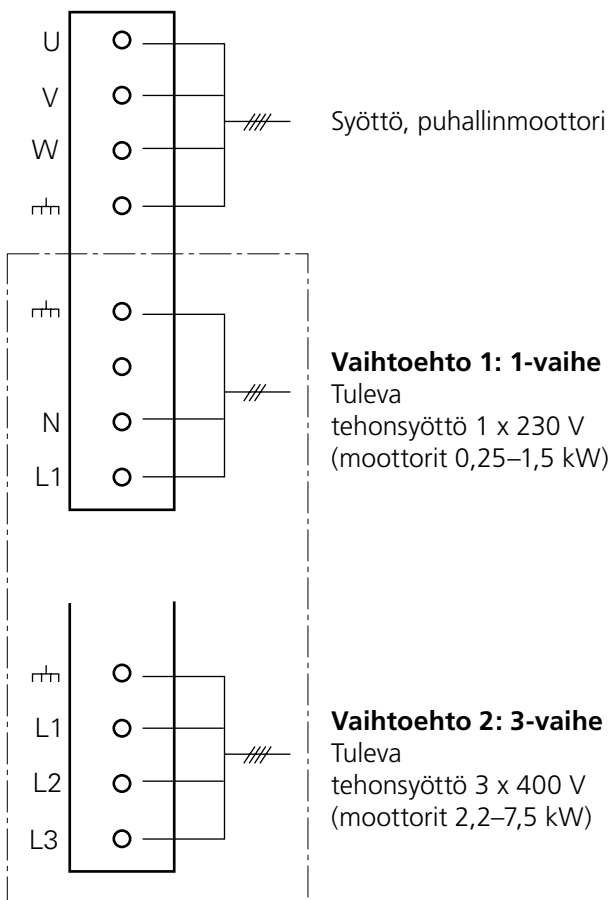 U
V
Syöttö, puhallinmoottori
W
Vaihtoehto 1: 1-vaihe
Tuleva
N
tehonsyöttö 1 x 230 V
(moottorit 0,25–1,5 kW)
L1
L1
Vaihtoehto 2: 3-vaihe
Tuleva
L2
tehonsyöttö 3 x 400 V
(moottorit 2,2–7,5 kW)
L3